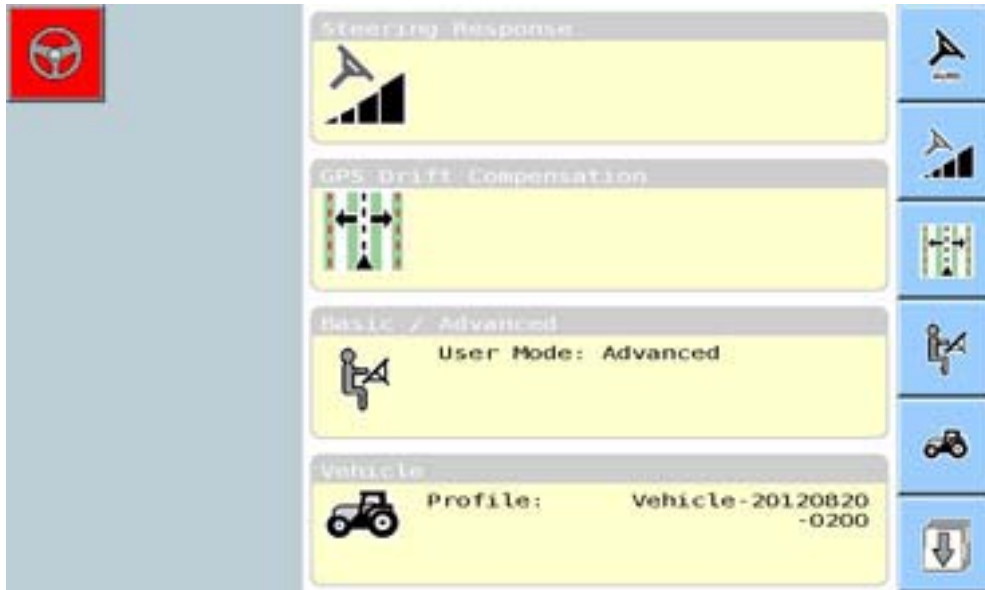 Steering Response
GPS Drift Compensation
Basic / Advanced
User Mode: Advanced
Vehicle
Profile: Vehicle-20120820
-0200